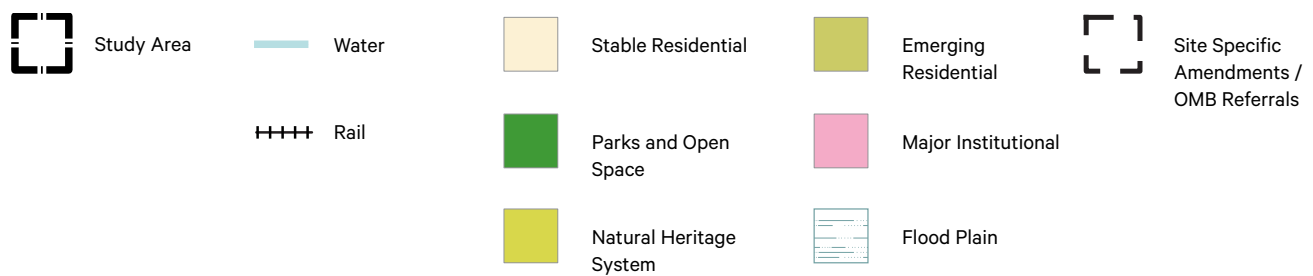 Study Area
Water
Rail
Stable Residential
Parks and Open
Space
Natural Heritage
System
Emerging
Residential
Major Institutional
Flood Plain
Site Specific
Amendments /
OMB Referrals